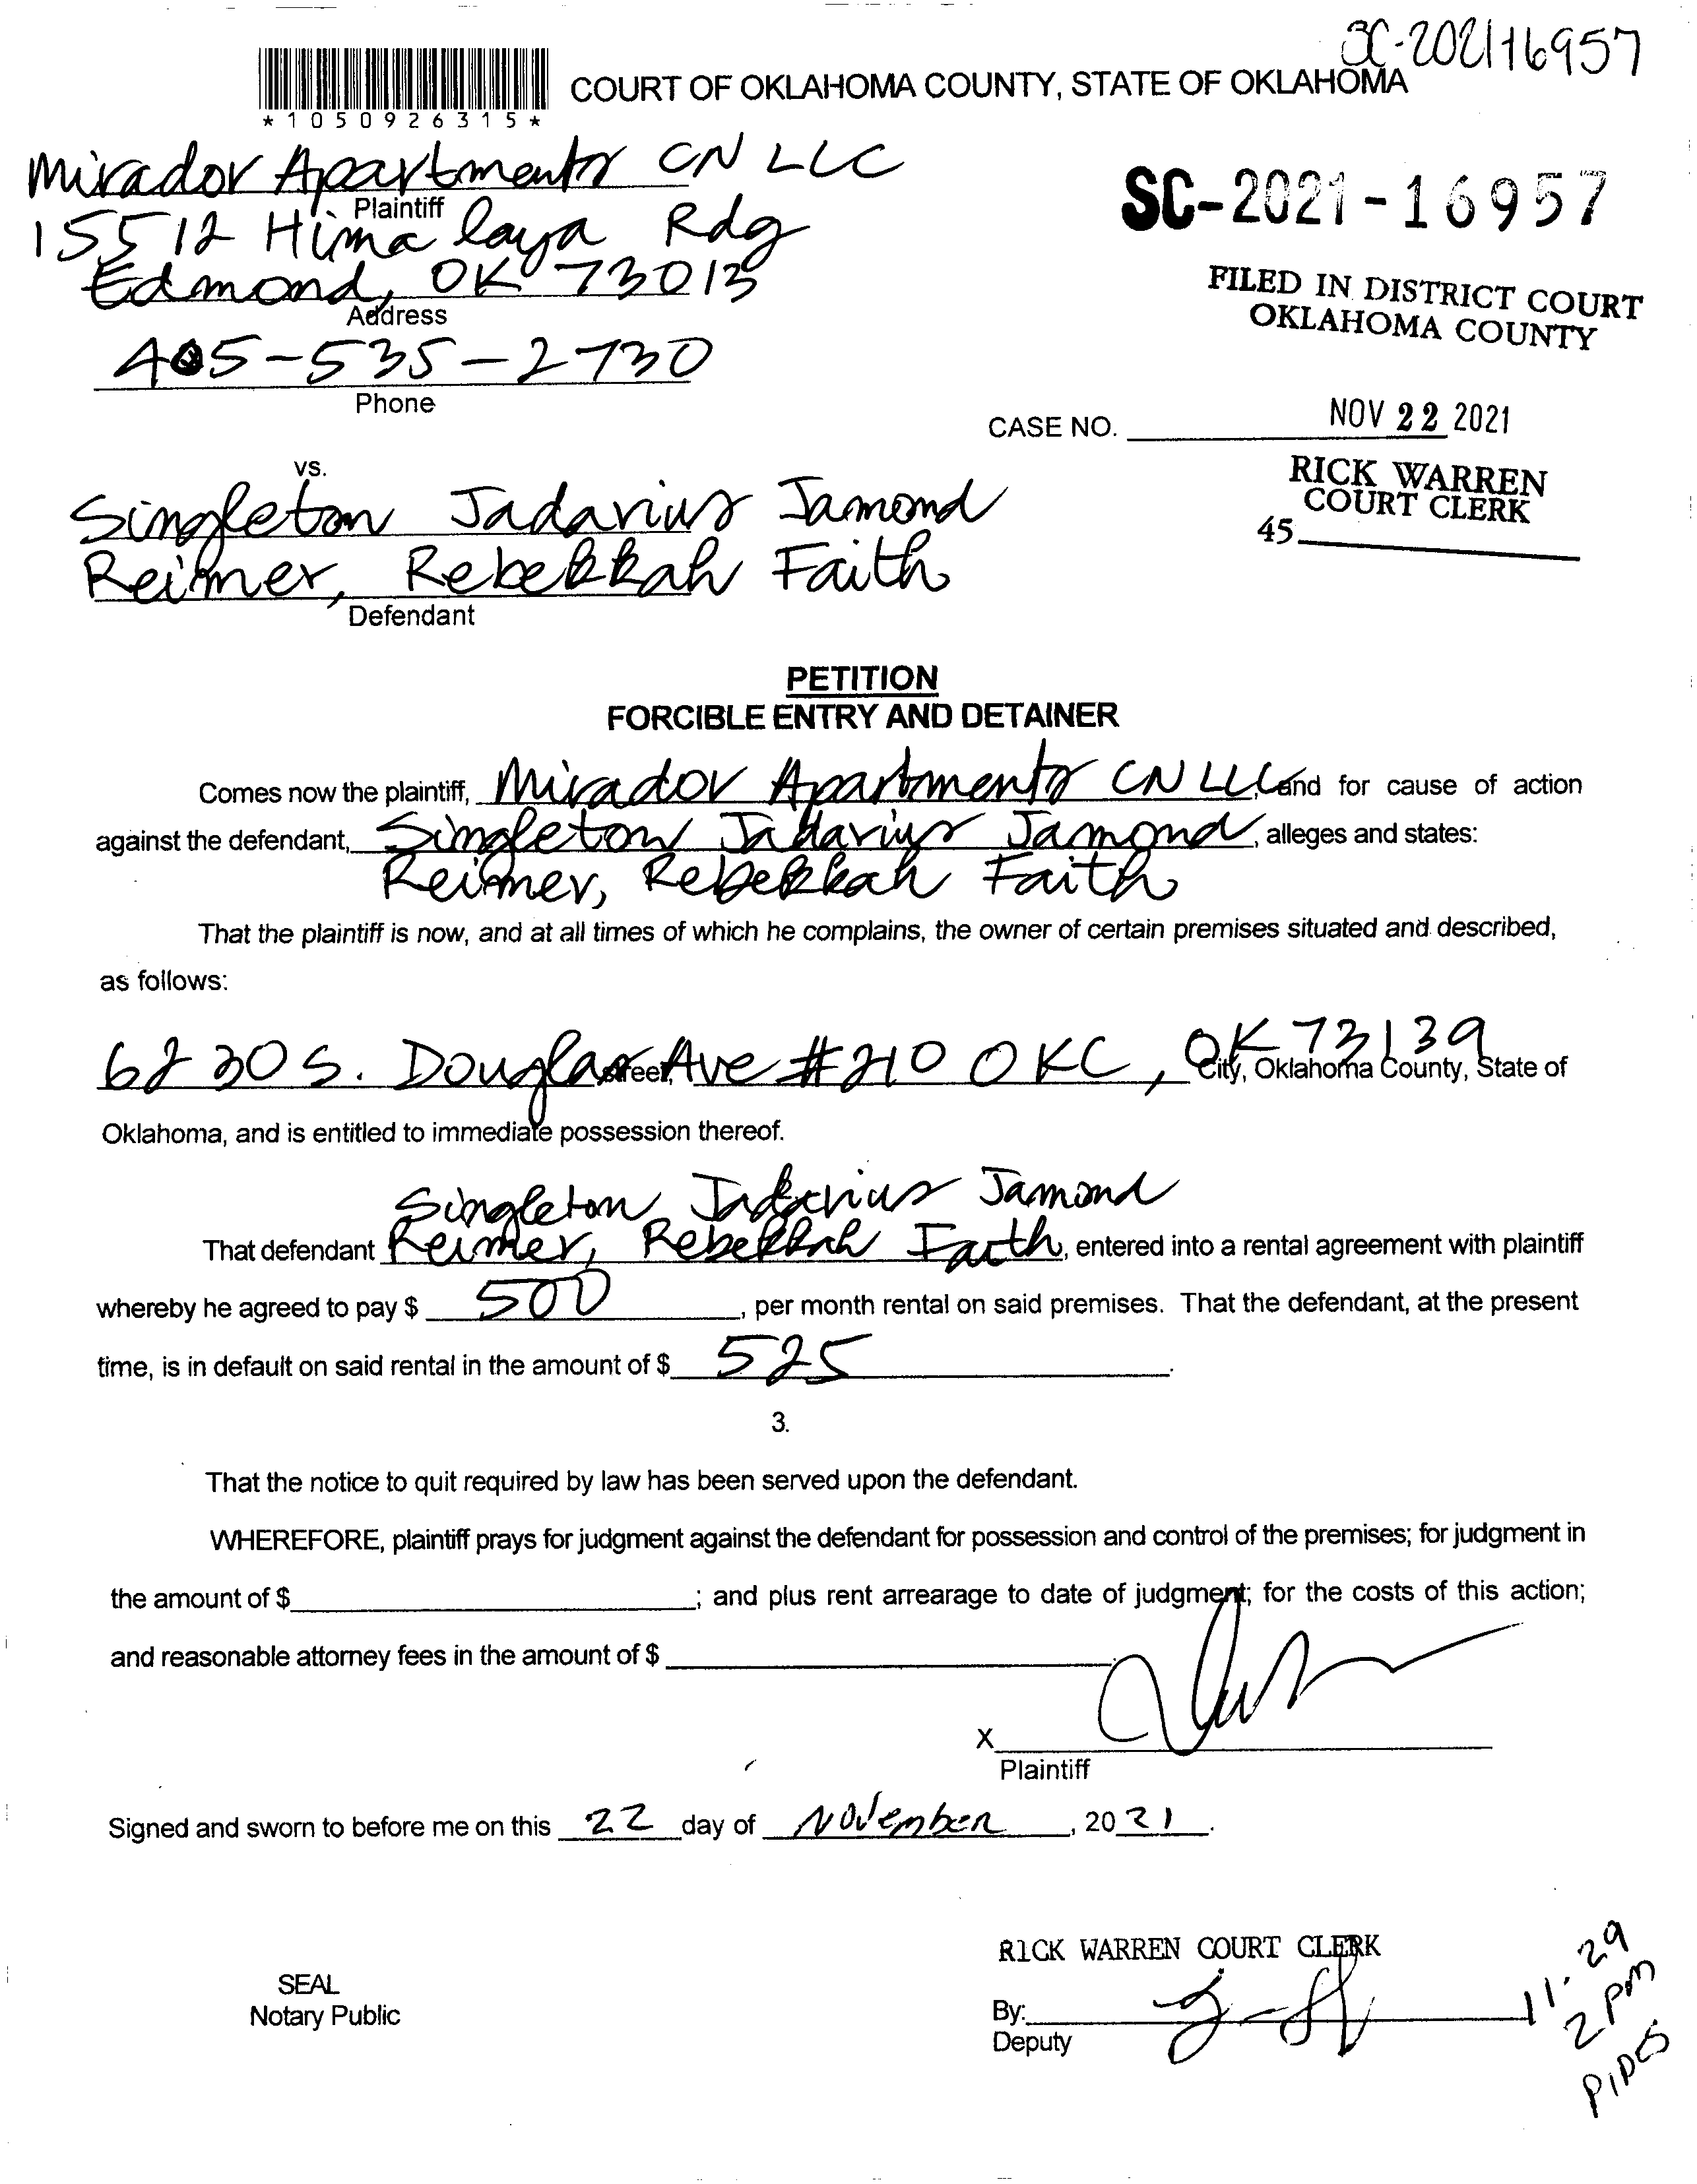 SC-202116957
*1050926315*
COURT OF OKLAHOMA COUNTY, STATE OF OKLAHOMA
Mirador Apartments CN LLC
Plaintiff
SC-2021-16957
15512 Himalaya Rdg
Edmond, OK 73013
Address
FILED IN DISTRICT COURT
OKLAHOMA COUNTY
405-535-2730
Phone
CASE NO.
NOV 22 2021
vs.
RICK WARREN
COURT CLERK
45
Singleton Jadarius Jamond
Reimer, Rebekkah Faith
Defendant
PETITION
FORCIBLE ENTRY AND DETAINER
Comes now the plaintiff, Mirador Apartments CN LLC, and for cause of action
against the defendant, Singleton Jadarius Jamond, alleges and states:
Reimer, Rebekkah Faith
That the plaintiff is now, and at all times of which he complains, the owner of certain premises situated and described,
as follows:
6230 S. Douglas Street, Ave #210 OKC, OK 73139 City, Oklahoma County, State of
Oklahoma, and is entitled to immediate possession thereof.
Singleton Jadarius Jamond
That defendant Reimer, Rebekkah Faith, entered into a rental agreement with plaintiff
whereby he agreed to pay $ 500, per month rental on said premises. That the defendant, at the present
time, is in default on said rental in the amount of $ 525.
3.
That the notice to quit required by law has been served upon the defendant.
WHEREFORE, plaintiff prays for judgment against the defendant for possession and control of the premises; for judgment in
the amount of $ ; and plus rent arrearage to date of judgment; for the costs of this action;
and reasonable attorney fees in the amount of $ .
X
Plaintiff
Signed and sworn to before me on this 22 day of November, 2021.
RICK WARREN COURT CLERK
SEAL
Notary Public
By:
Deputy
11.29
2 pm
PIPES